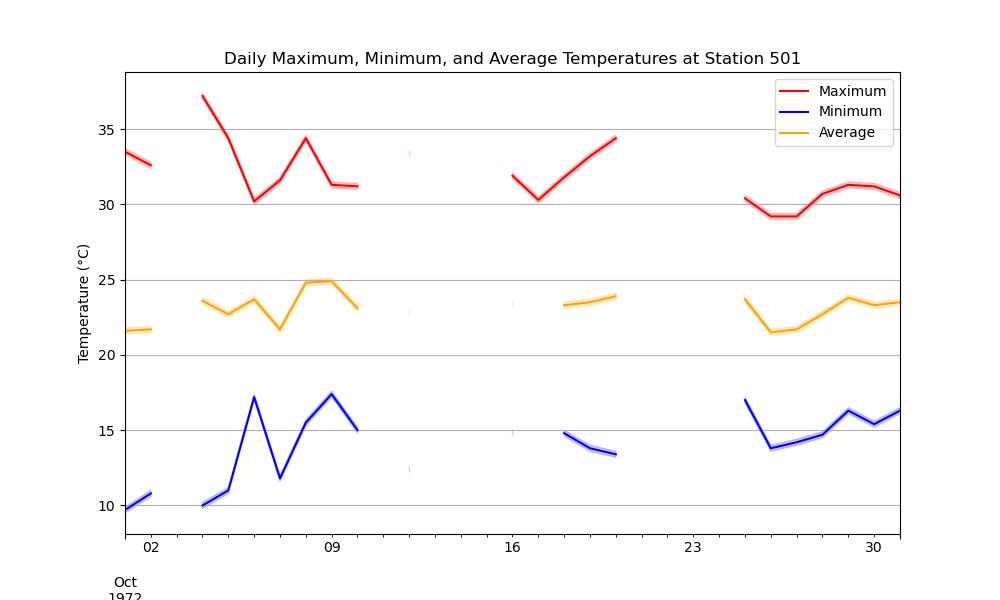 Daily Maximum, Minimum, and Average Temperatures at Station 501
Maximum
Minimum
Average
Temperature (°C)
35
30
25
20
15
10
02
09
16
23
30
Oct
1972